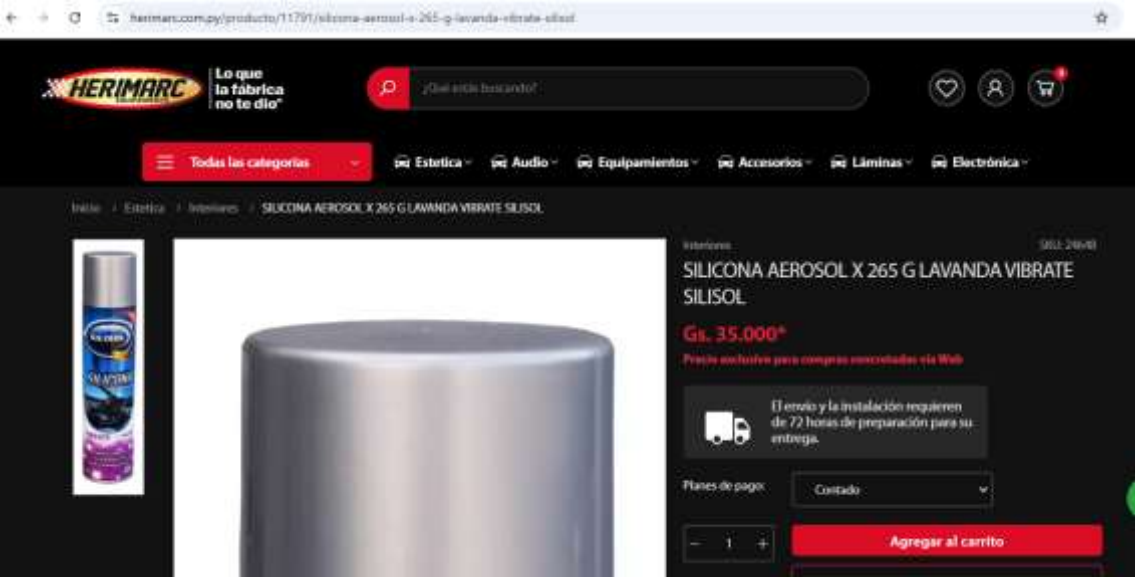 herimarc.com.py/producto/11791/silicona-aerosol-x-265-g-lavanda-vibrate-silisol
HERIMARC
Lo que
la fábrica
no te dio"
¿Qué estás buscando?
Todas las categorías
Estetica
Audio
Equipamientos
Accesorios
Láminas
Electrónica
Inicio / Estetica / Interiores / SILICONA AEROSOL X 265 G LAVANDA VIBRATE SILISOL
Interiores
SILICONA AEROSOL X 265 G LAVANDA VIBRATE
SILISOL
Gs. 35.000*
Precio exclusivo para compras concretadas vía Web
El envío y la instalación requieren
de 72 horas de preparación para su
entrega.
Planes de pago:
Contado
- 1 +
Agregar al carrito